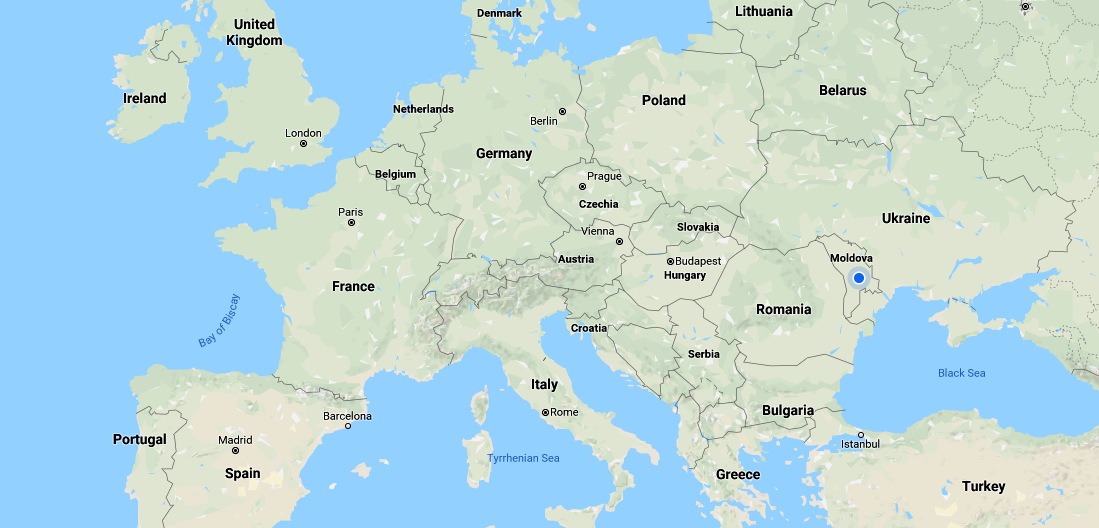 Denmark
Lithuania
United
Kingdom
Ireland
Netherlands
Belarus
Poland
Berlin
London
Germany
Belgium
Prague
Czechia
Paris
Ukraine
Slovakia
Vienna
Moldova
Austria
Budapest
Hungary
France
Romania
Bay of Biscay
Croatia
Serbia
Black Sea
Italy
Bulgaria
Rome
Barcelona
Portugal
Madrid
Istanbul
Tyrrhenian Sea
Spain
Greece
Turkey